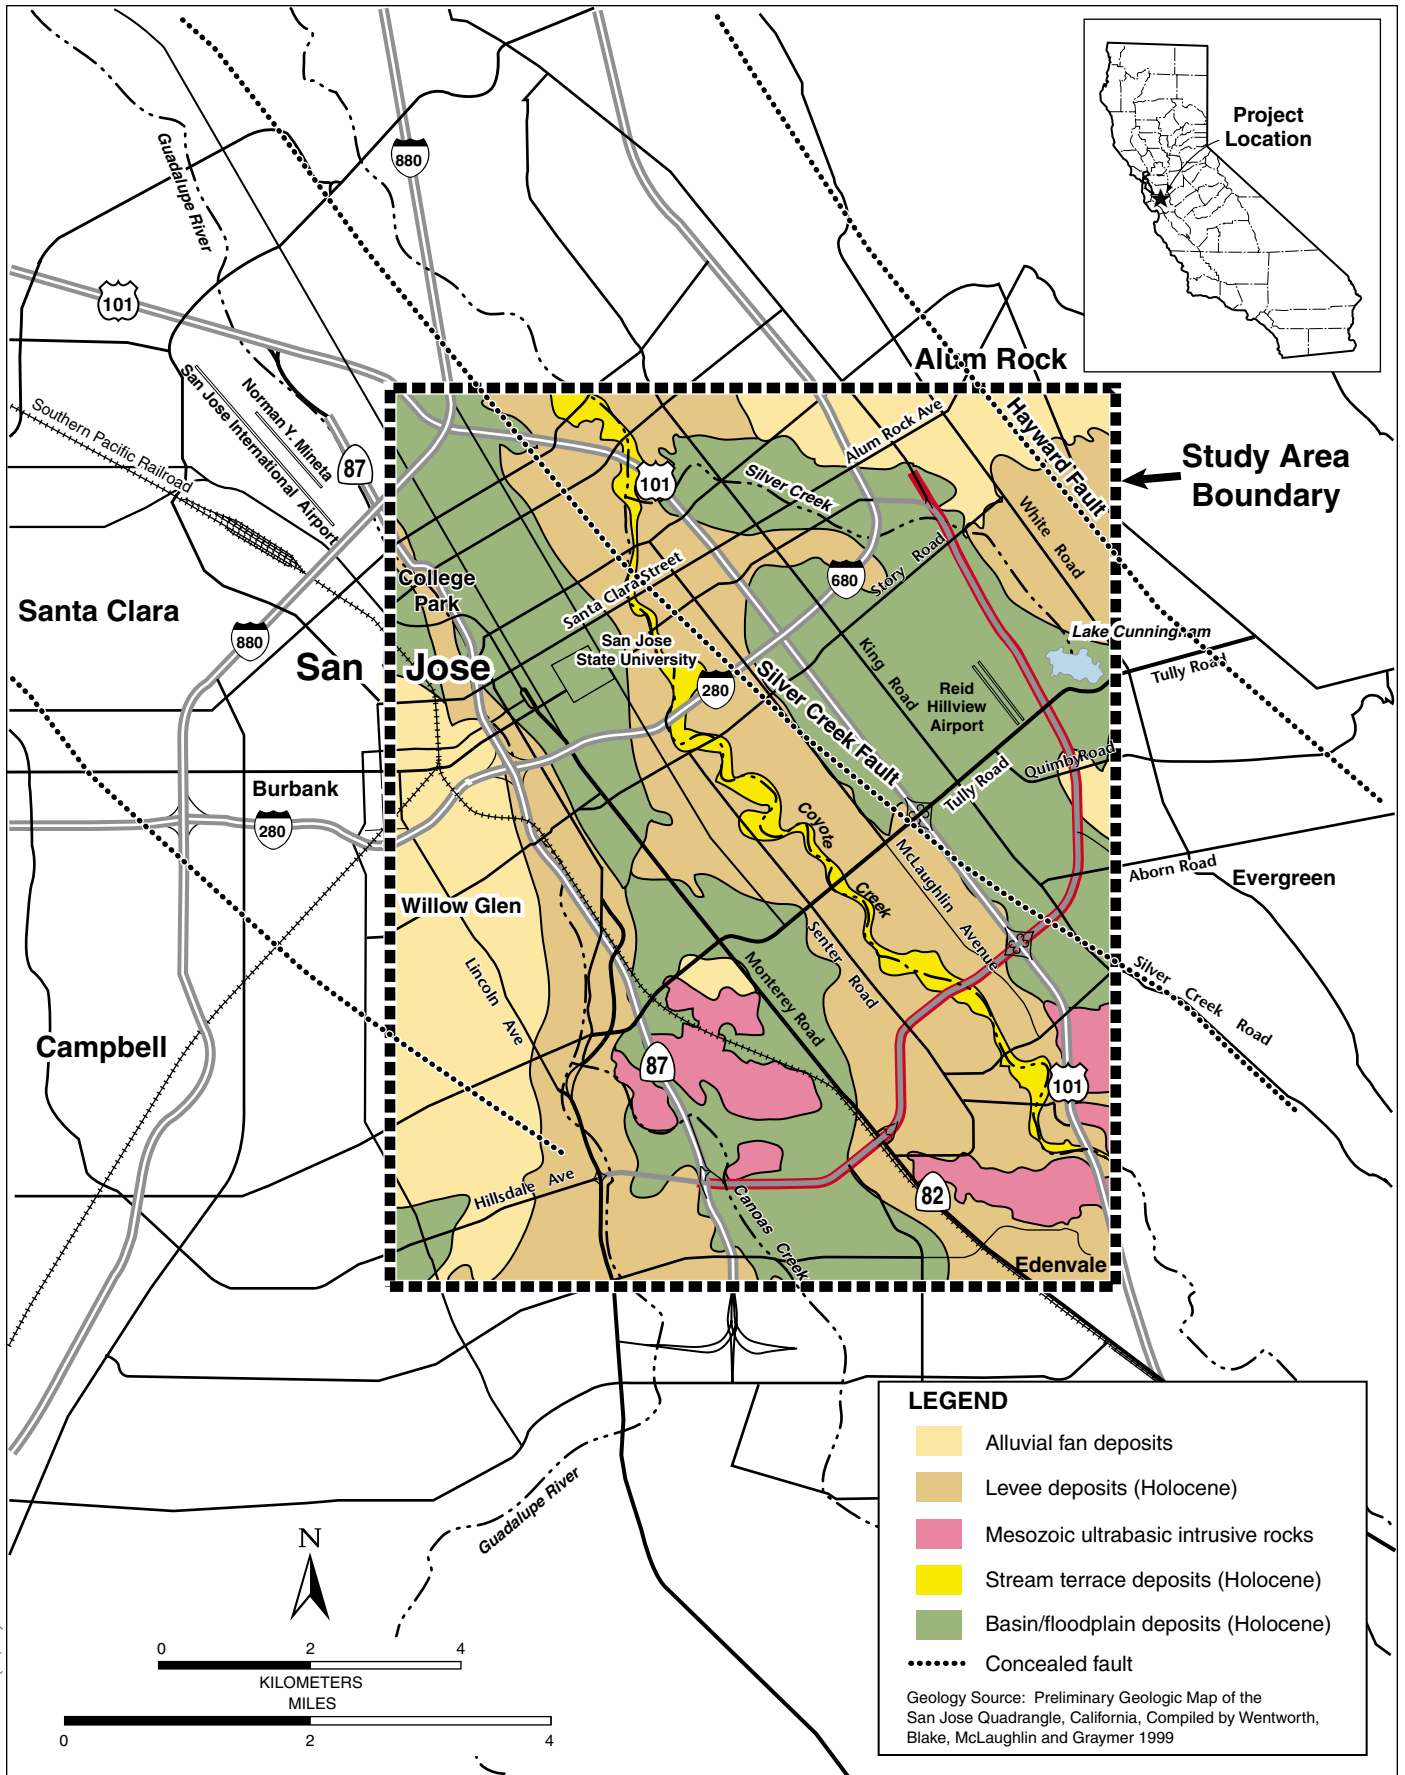 Project
Location
880
Guadalupe River
101
Alum Rock
Study Area
Boundary
Southern Pacific Railroad
San Jose International Airport
Norman Y. Mineta
87
Alum Rock Ave
Hayward Fault
101
Silver Creek
White Road
College
Park
Santa Clara Street
680
Story Road
Santa Clara
880
San Jose
San Jose
State University
280
Silver Creek Fault
King Road
Lake Cunningham
Tully Road
Reid
Hillview
Airport
Quimby Road
Tully Road
Burbank
280
Coyote Creek
McLaughlin Avenue
Aborn Road
Evergreen
Willow Glen
Lincoln Ave
Senter Road
Monterey Road
Silver Creek Road
Campbell
87
101
Hillsdale Ave
Canoas Creek
82
Edenvale
Guadalupe River
N
0 2 4
KILOMETERS
MILES
0 2 4
LEGEND
Alluvial fan deposits
Levee deposits (Holocene)
Mesozoic ultrabasic intrusive rocks
Stream terrace deposits (Holocene)
Basin/floodplain deposits (Holocene)
Concealed fault
Geology Source: Preliminary Geologic Map of the
San Jose Quadrangle, California, Compiled by Wentworth,
Blake, McLaughlin and Graymer 1999